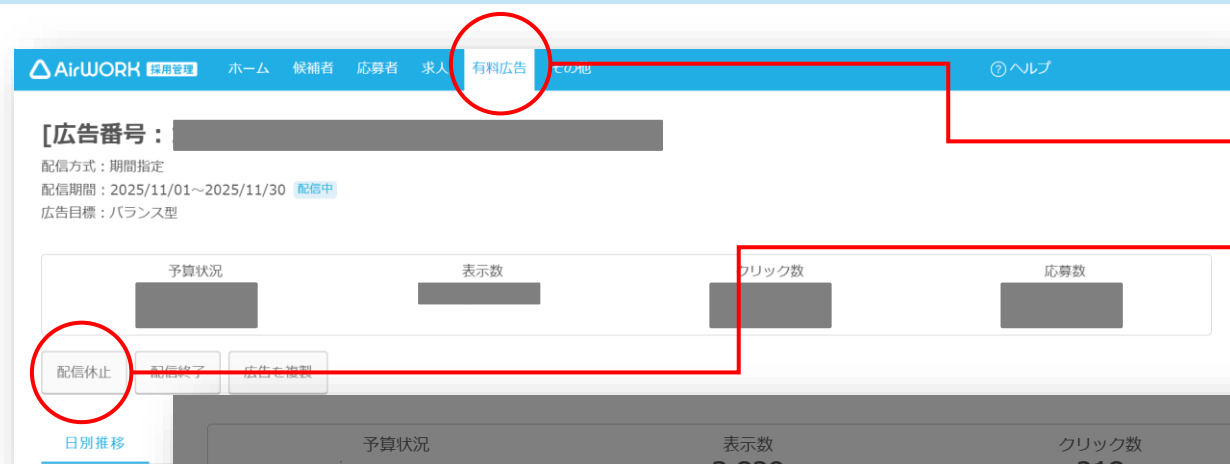 AirWORK 採用管理 ホーム 候補者 応募者 求人 有料広告 その他 ?ヘルプ
[広告番号：
配信方式：期間指定
配信期間：2025/11/01～2025/11/30 配信中
広告目標：バランス型
予算状況 表示数 クリック数 応募数
配信休止 配信終了 広告を複製
日別推移
予算状況 表示数 クリック数